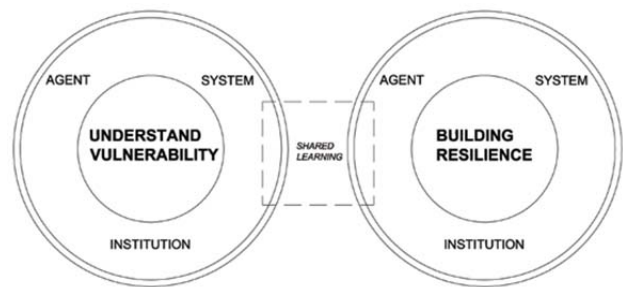 AGENT
SYSTEM
UNDERSTAND
VULNERABILITY
INSTITUTION
SHARED
LEARNING
AGENT
SYSTEM
BUILDING
RESILIENCE
INSTITUTION